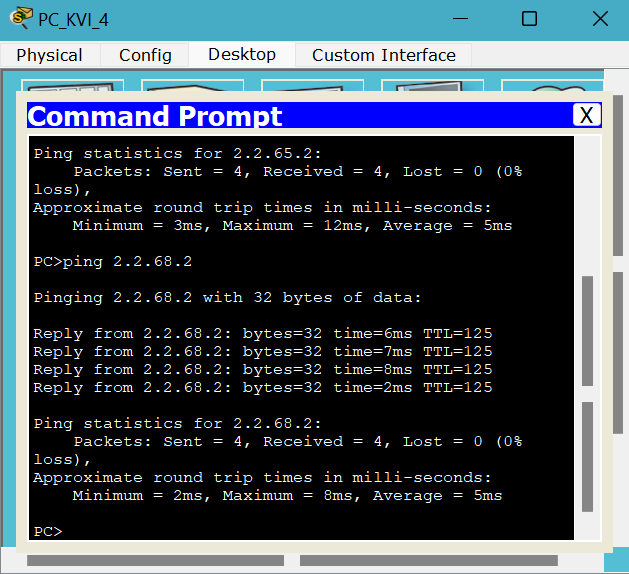 PC_KVI_4
Physical Config Desktop Custom Interface
Command Prompt X
Ping statistics for 2.2.65.2:
Packets: Sent = 4, Received = 4, Lost = 0 (0%
loss),
Approximate round trip times in milli-seconds:
Minimum = 3ms, Maximum = 12ms, Average = 5ms
PC>ping 2.2.68.2
Pinging 2.2.68.2 with 32 bytes of data:
Reply from 2.2.68.2: bytes=32 time=6ms TTL=125
Reply from 2.2.68.2: bytes=32 time=7ms TTL=125
Reply from 2.2.68.2: bytes=32 time=8ms TTL=125
Reply from 2.2.68.2: bytes=32 time=2ms TTL=125
Ping statistics for 2.2.68.2:
Packets: Sent = 4, Received = 4, Lost = 0 (0%
loss),
Approximate round trip times in milli-seconds:
Minimum = 2ms, Maximum = 8ms, Average = 5ms
PC>